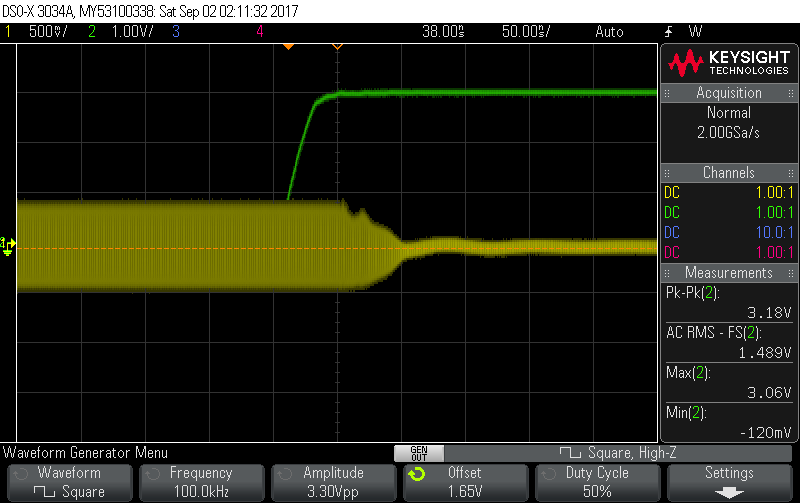 DSO-X 3034A, MY53100338: Sat Sep 02 02:11:32 2017
1 500%/ 2 1.00V/ 3 4 38.00% 50.00%/ Auto W
KEYSIGHT
TECHNOLOGIES
Acquisition
Normal
2.00GSa/s
Channels
DC 1.00:1
DC 1.00:1
DC 10.0:1
DC 1.00:1
Measurements
Pk-Pk(2):
3.18V
AC RMS - FS(2):
1.489V
Max(2):
3.06V
Min(2):
-120mV
Waveform Generator Menu
GEN
OUT
Square, High-Z
Waveform
Square
Frequency
100.0kHz
Amplitude
3.30Vpp
Offset
1.65V
Duty Cycle
50%
Settings